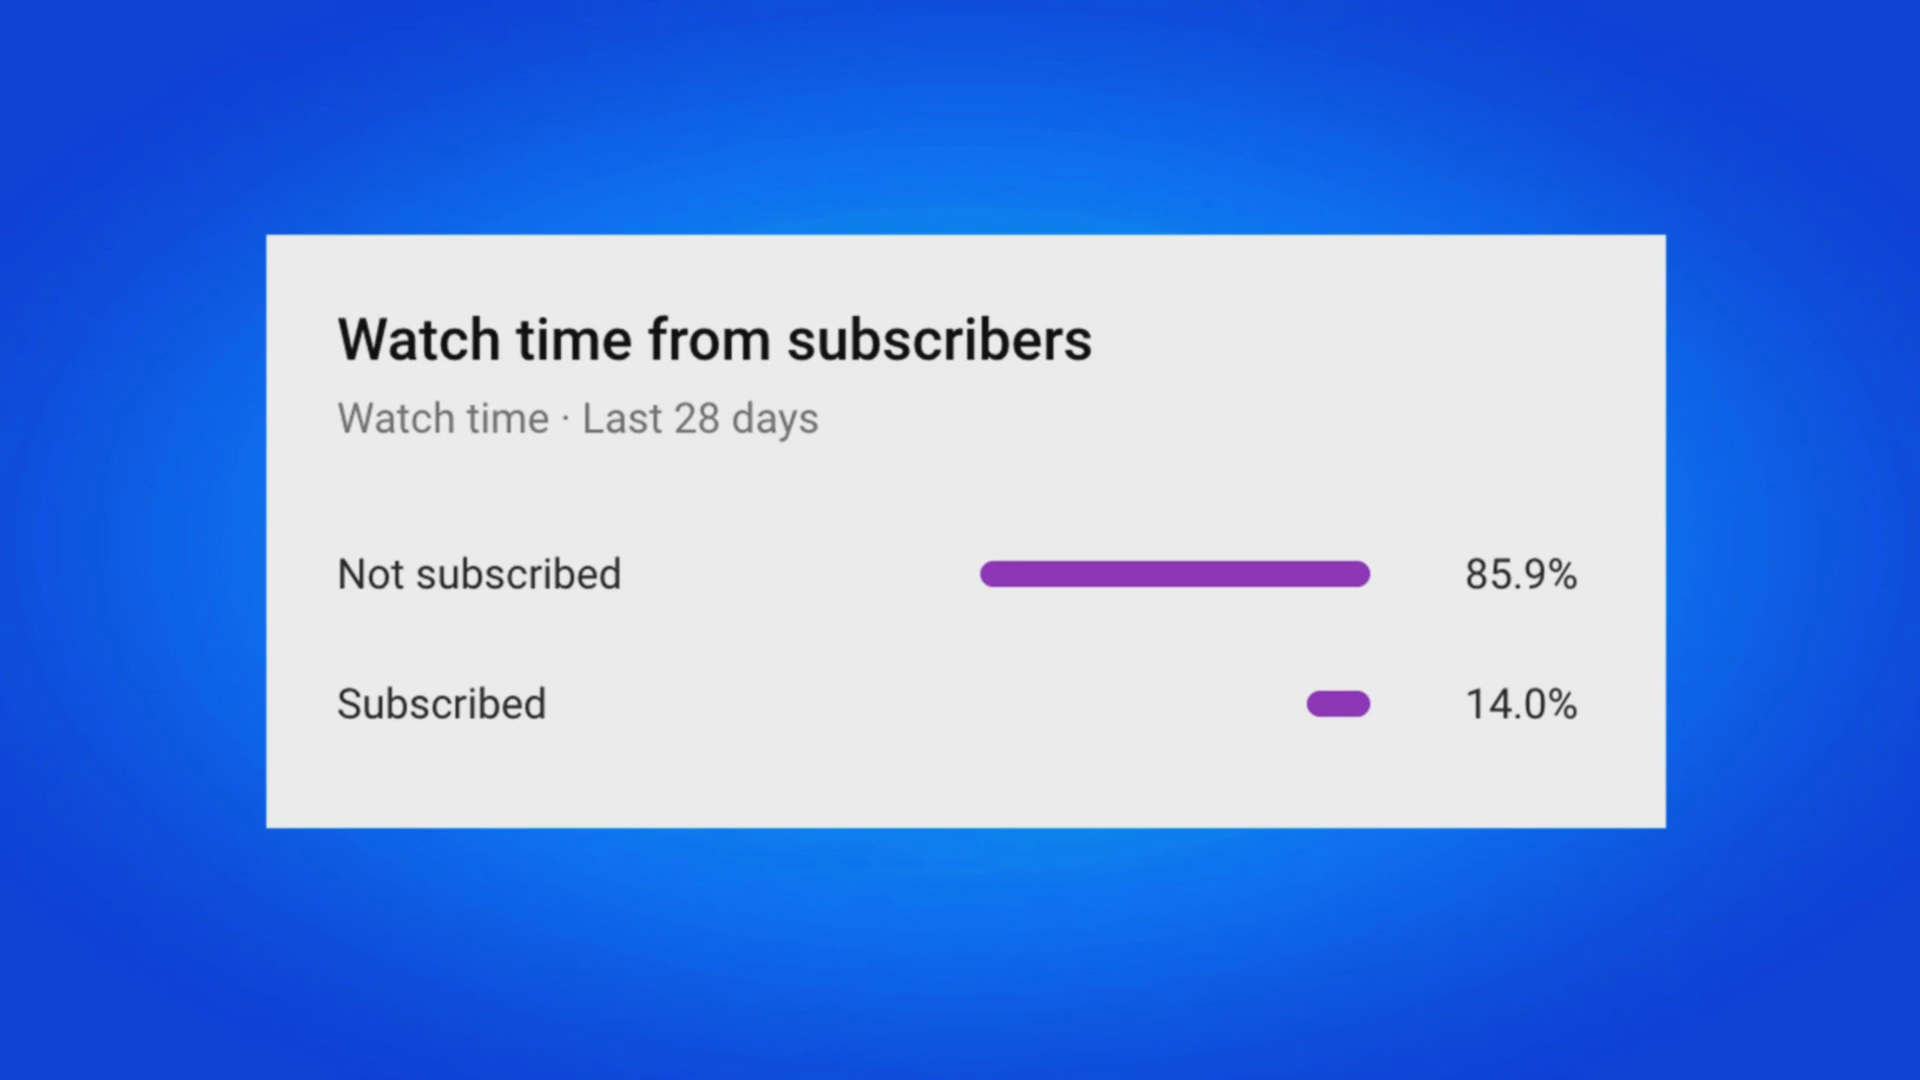 Watch time from subscribers
Watch time · Last 28 days
Not subscribed 85.9%
Subscribed 14.0%